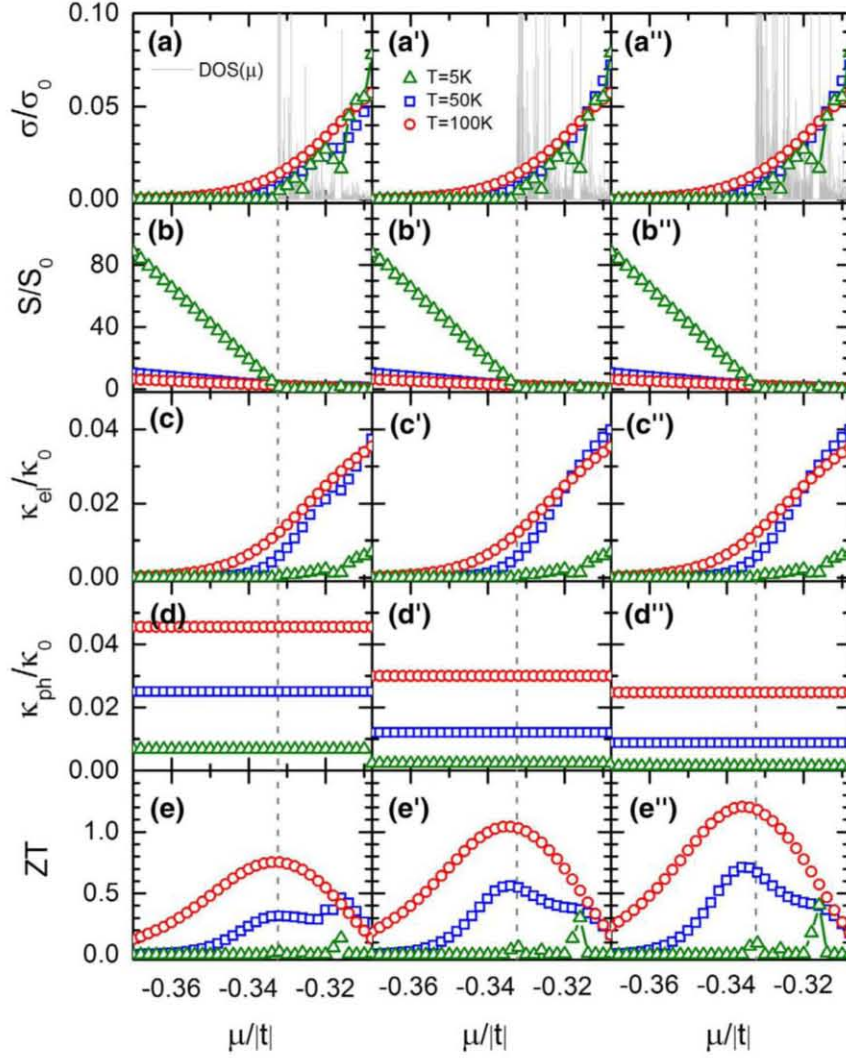 0.10
(a)
(a')
(a'')
DOS(μ)
T=5K
T=50K
T=100K
σ/σ0
0.05
0.00
(b)
(b')
(b'')
80
S/S0
40
0
(c)
(c')
(c'')
0.04
κel/κ0
0.02
0.00
(d)
(d')
(d'')
0.04
κph/κ0
0.02
0.00
(e)
(e')
(e'')
1.0
ZT
0.5
0.0
-0.36 -0.34 -0.32 -0.36 -0.34 -0.32 -0.36 -0.34 -0.32
μ/|t| μ/|t| μ/|t|